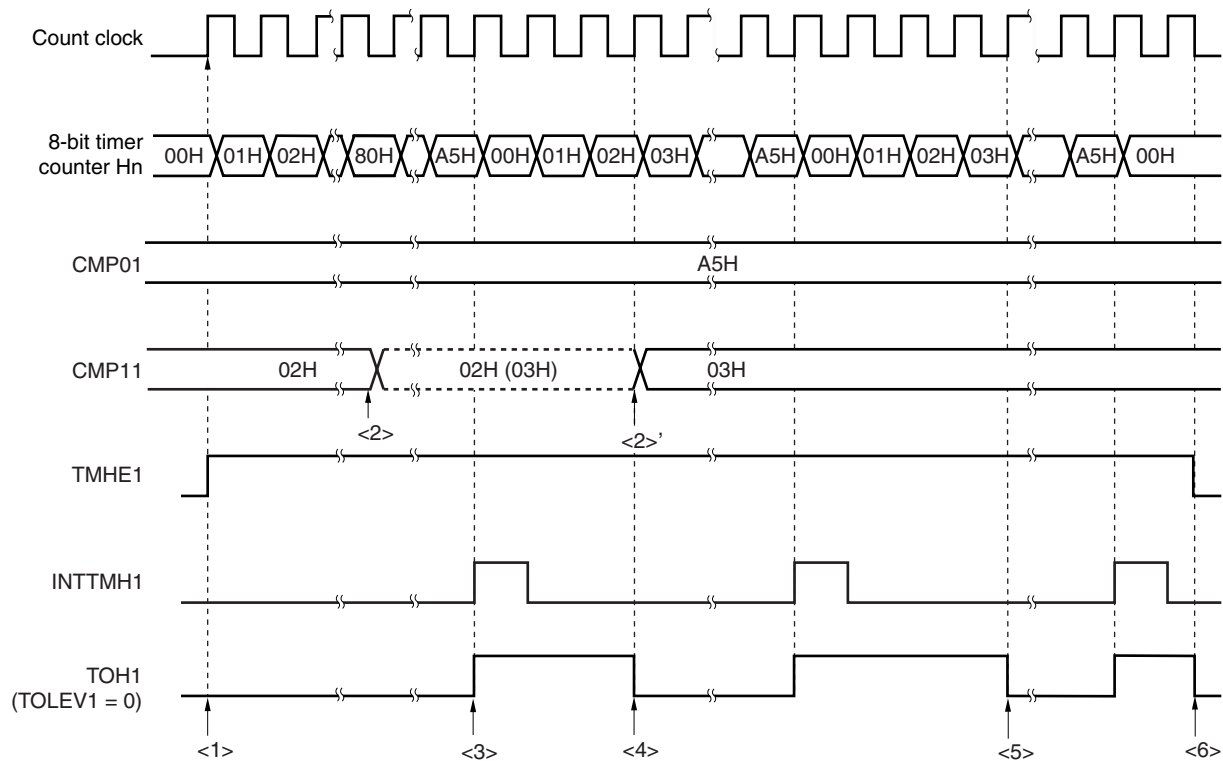 Count clock
8-bit timer
counter Hn
00H 01H 02H 80H A5H 00H 01H 02H 03H A5H 00H 01H 02H 03H A5H 00H
CMP01
A5H
CMP11
02H 02H (03H) 03H
<2> <2>’
TMHE1
INTTMH1
TOH1
(TOLEV1 = 0)
<1> <3> <4> <5> <6>